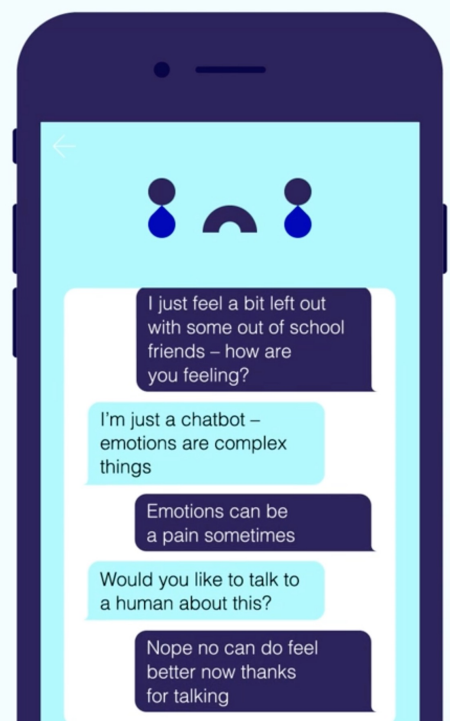 I just feel a bit left out
with some out of school
friends – how are
you feeling?
I'm just a chatbot –
emotions are complex
things
Emotions can be
a pain sometimes
Would you like to talk to
a human about this?
Nope no can do feel
better now thanks
for talking